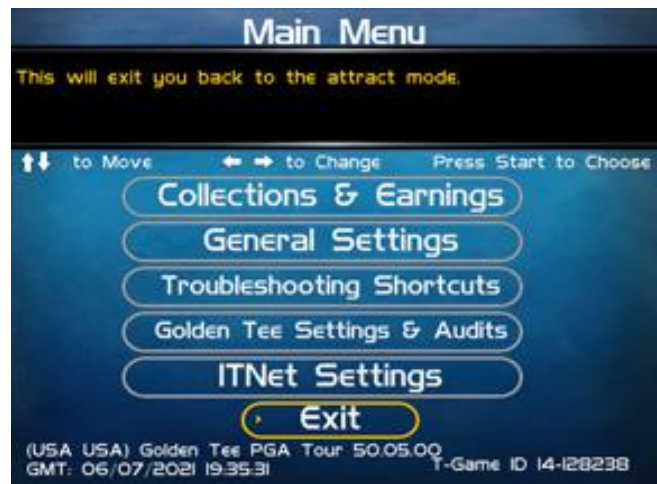 Main Menu
This will exit you back to the attract mode.
to Move to Change Press Start to Choose
Collections & Earnings
General Settings
Troubleshooting Shortcuts
Golden Tee Settings & Audits
ITNet Settings
Exit
(USA USA) Golden Tee PGA Tour 50.05.00
GMT: 06/07/2021 19:35:31 T-Game ID 14-128238